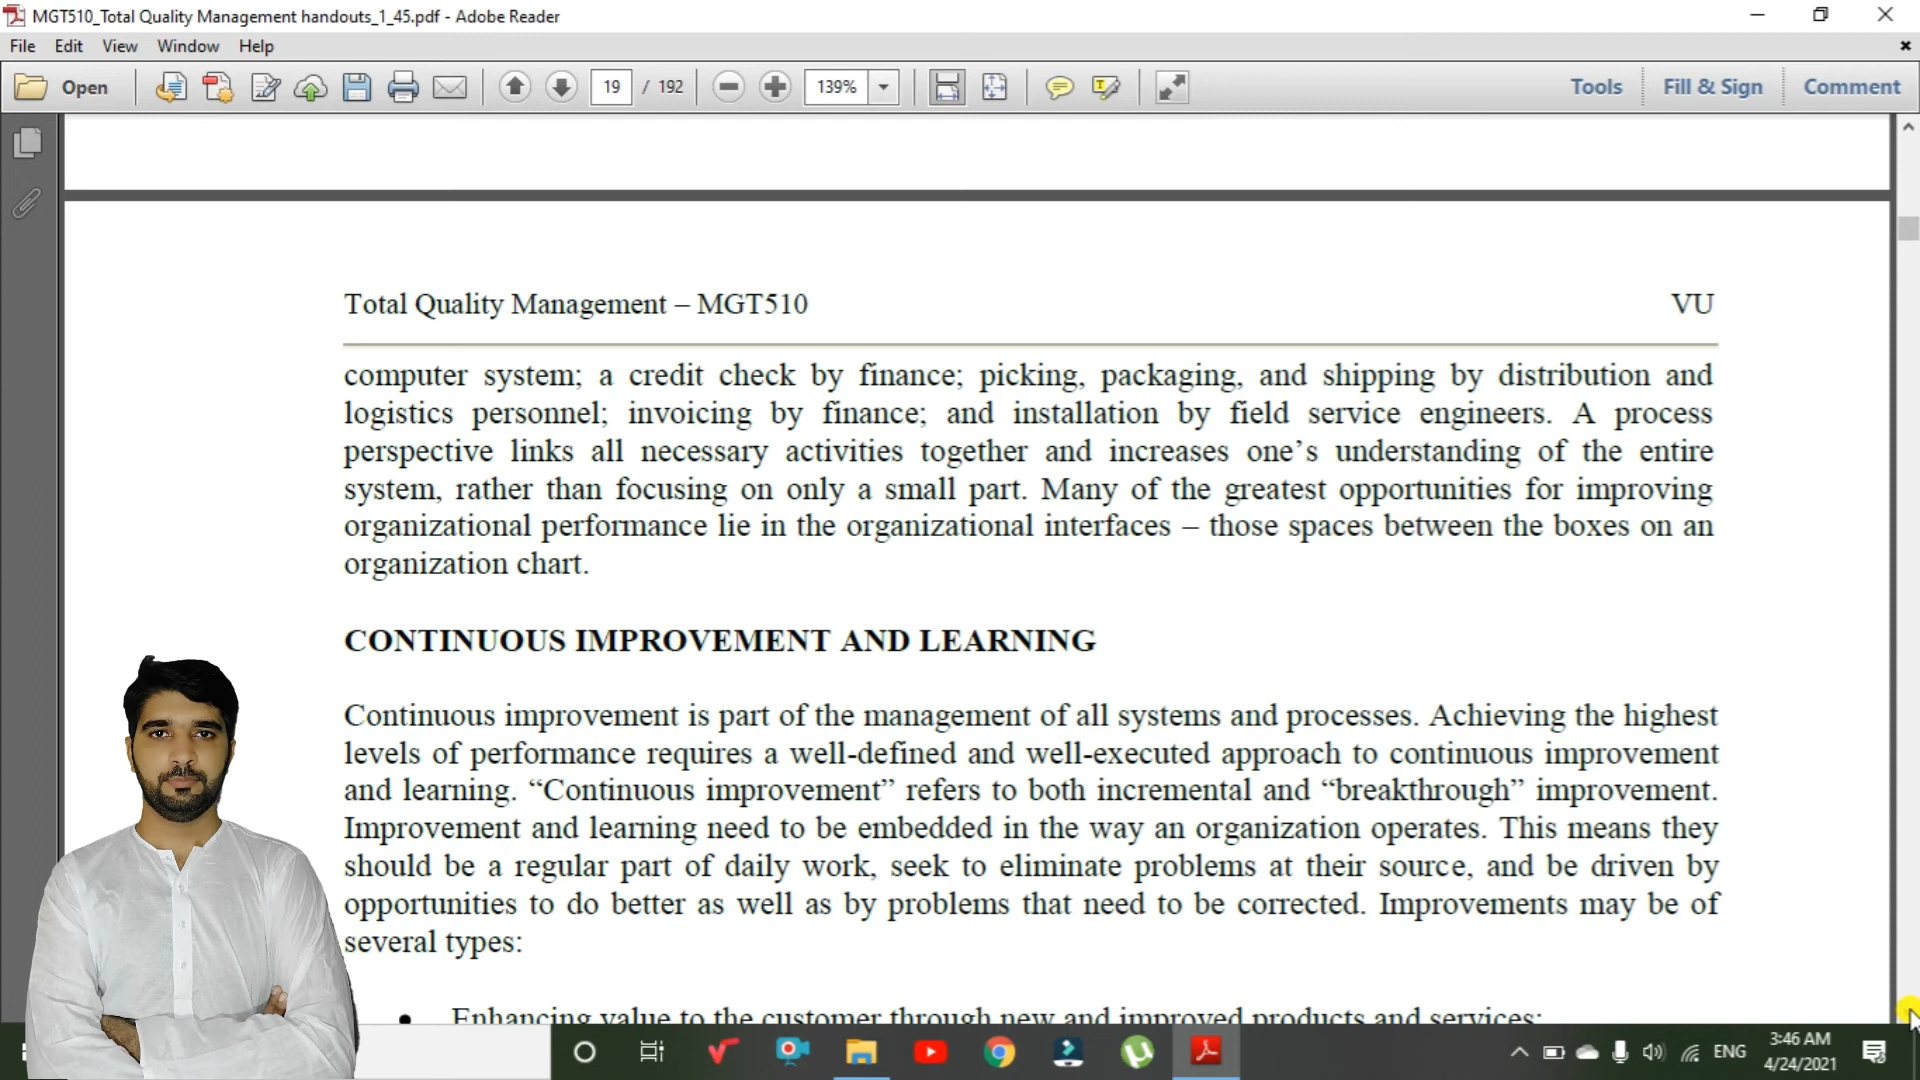 MGT510_Total Quality Management handouts_1_45.pdf - Adobe Reader
File Edit View Window Help
Open 19 / 192 139% Tools Fill & Sign Comment
Total Quality Management – MGT510 VU
computer system; a credit check by finance; picking, packaging, and shipping by distribution and
logistics personnel; invoicing by finance; and installation by field service engineers. A process
perspective links all necessary activities together and increases one’s understanding of the entire
system, rather than focusing on only a small part. Many of the greatest opportunities for improving
organizational performance lie in the organizational interfaces – those spaces between the boxes on an
organization chart.
CONTINUOUS IMPROVEMENT AND LEARNING
Continuous improvement is part of the management of all systems and processes. Achieving the highest
levels of performance requires a well-defined and well-executed approach to continuous improvement
and learning. “Continuous improvement” refers to both incremental and “breakthrough” improvement.
Improvement and learning need to be embedded in the way an organization operates. This means they
should be a regular part of daily work, seek to eliminate problems at their source, and be driven by
opportunities to do better as well as by problems that need to be corrected. Improvements may be of
several types:
• Enhancing value to the customer through new and improved products and services;
ENG 3:46 AM
4/24/2021